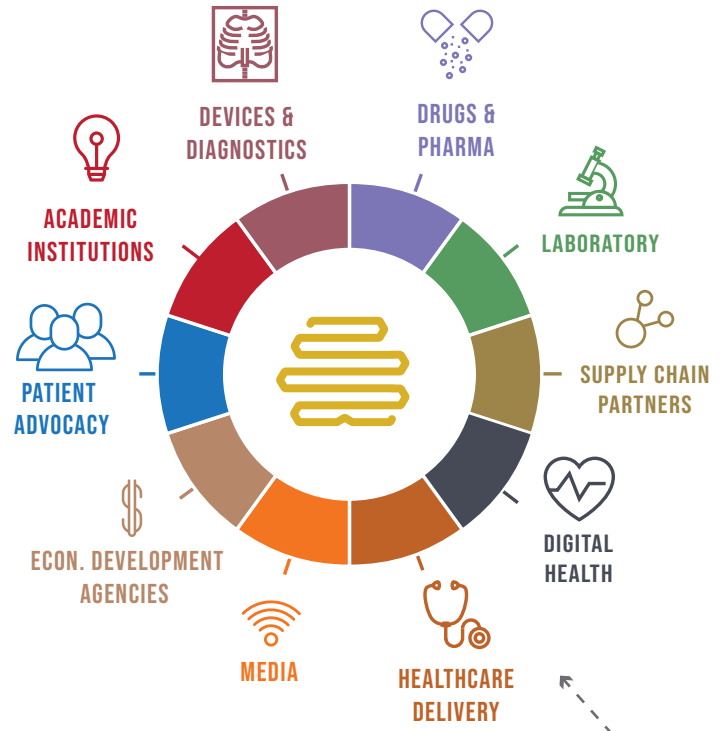 DEVICES &
DIAGNOSTICS
DRUGS &
PHARMA
LABORATORY
SUPPLY CHAIN
PARTNERS
DIGITAL
HEALTH
HEALTHCARE
DELIVERY
MEDIA
ECON. DEVELOPMENT
AGENCIES
PATIENT
ADVOCACY
ACADEMIC
INSTITUTIONS